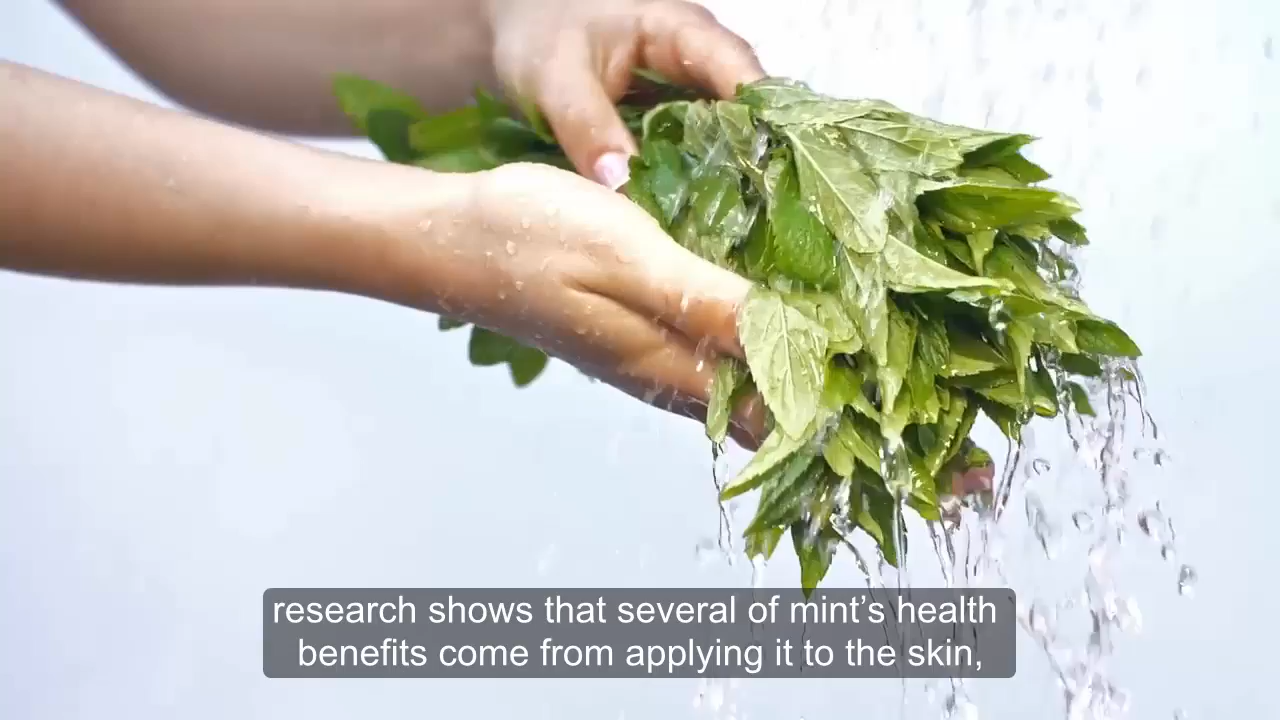 research shows that several of mint’s health
benefits come from applying it to the skin,